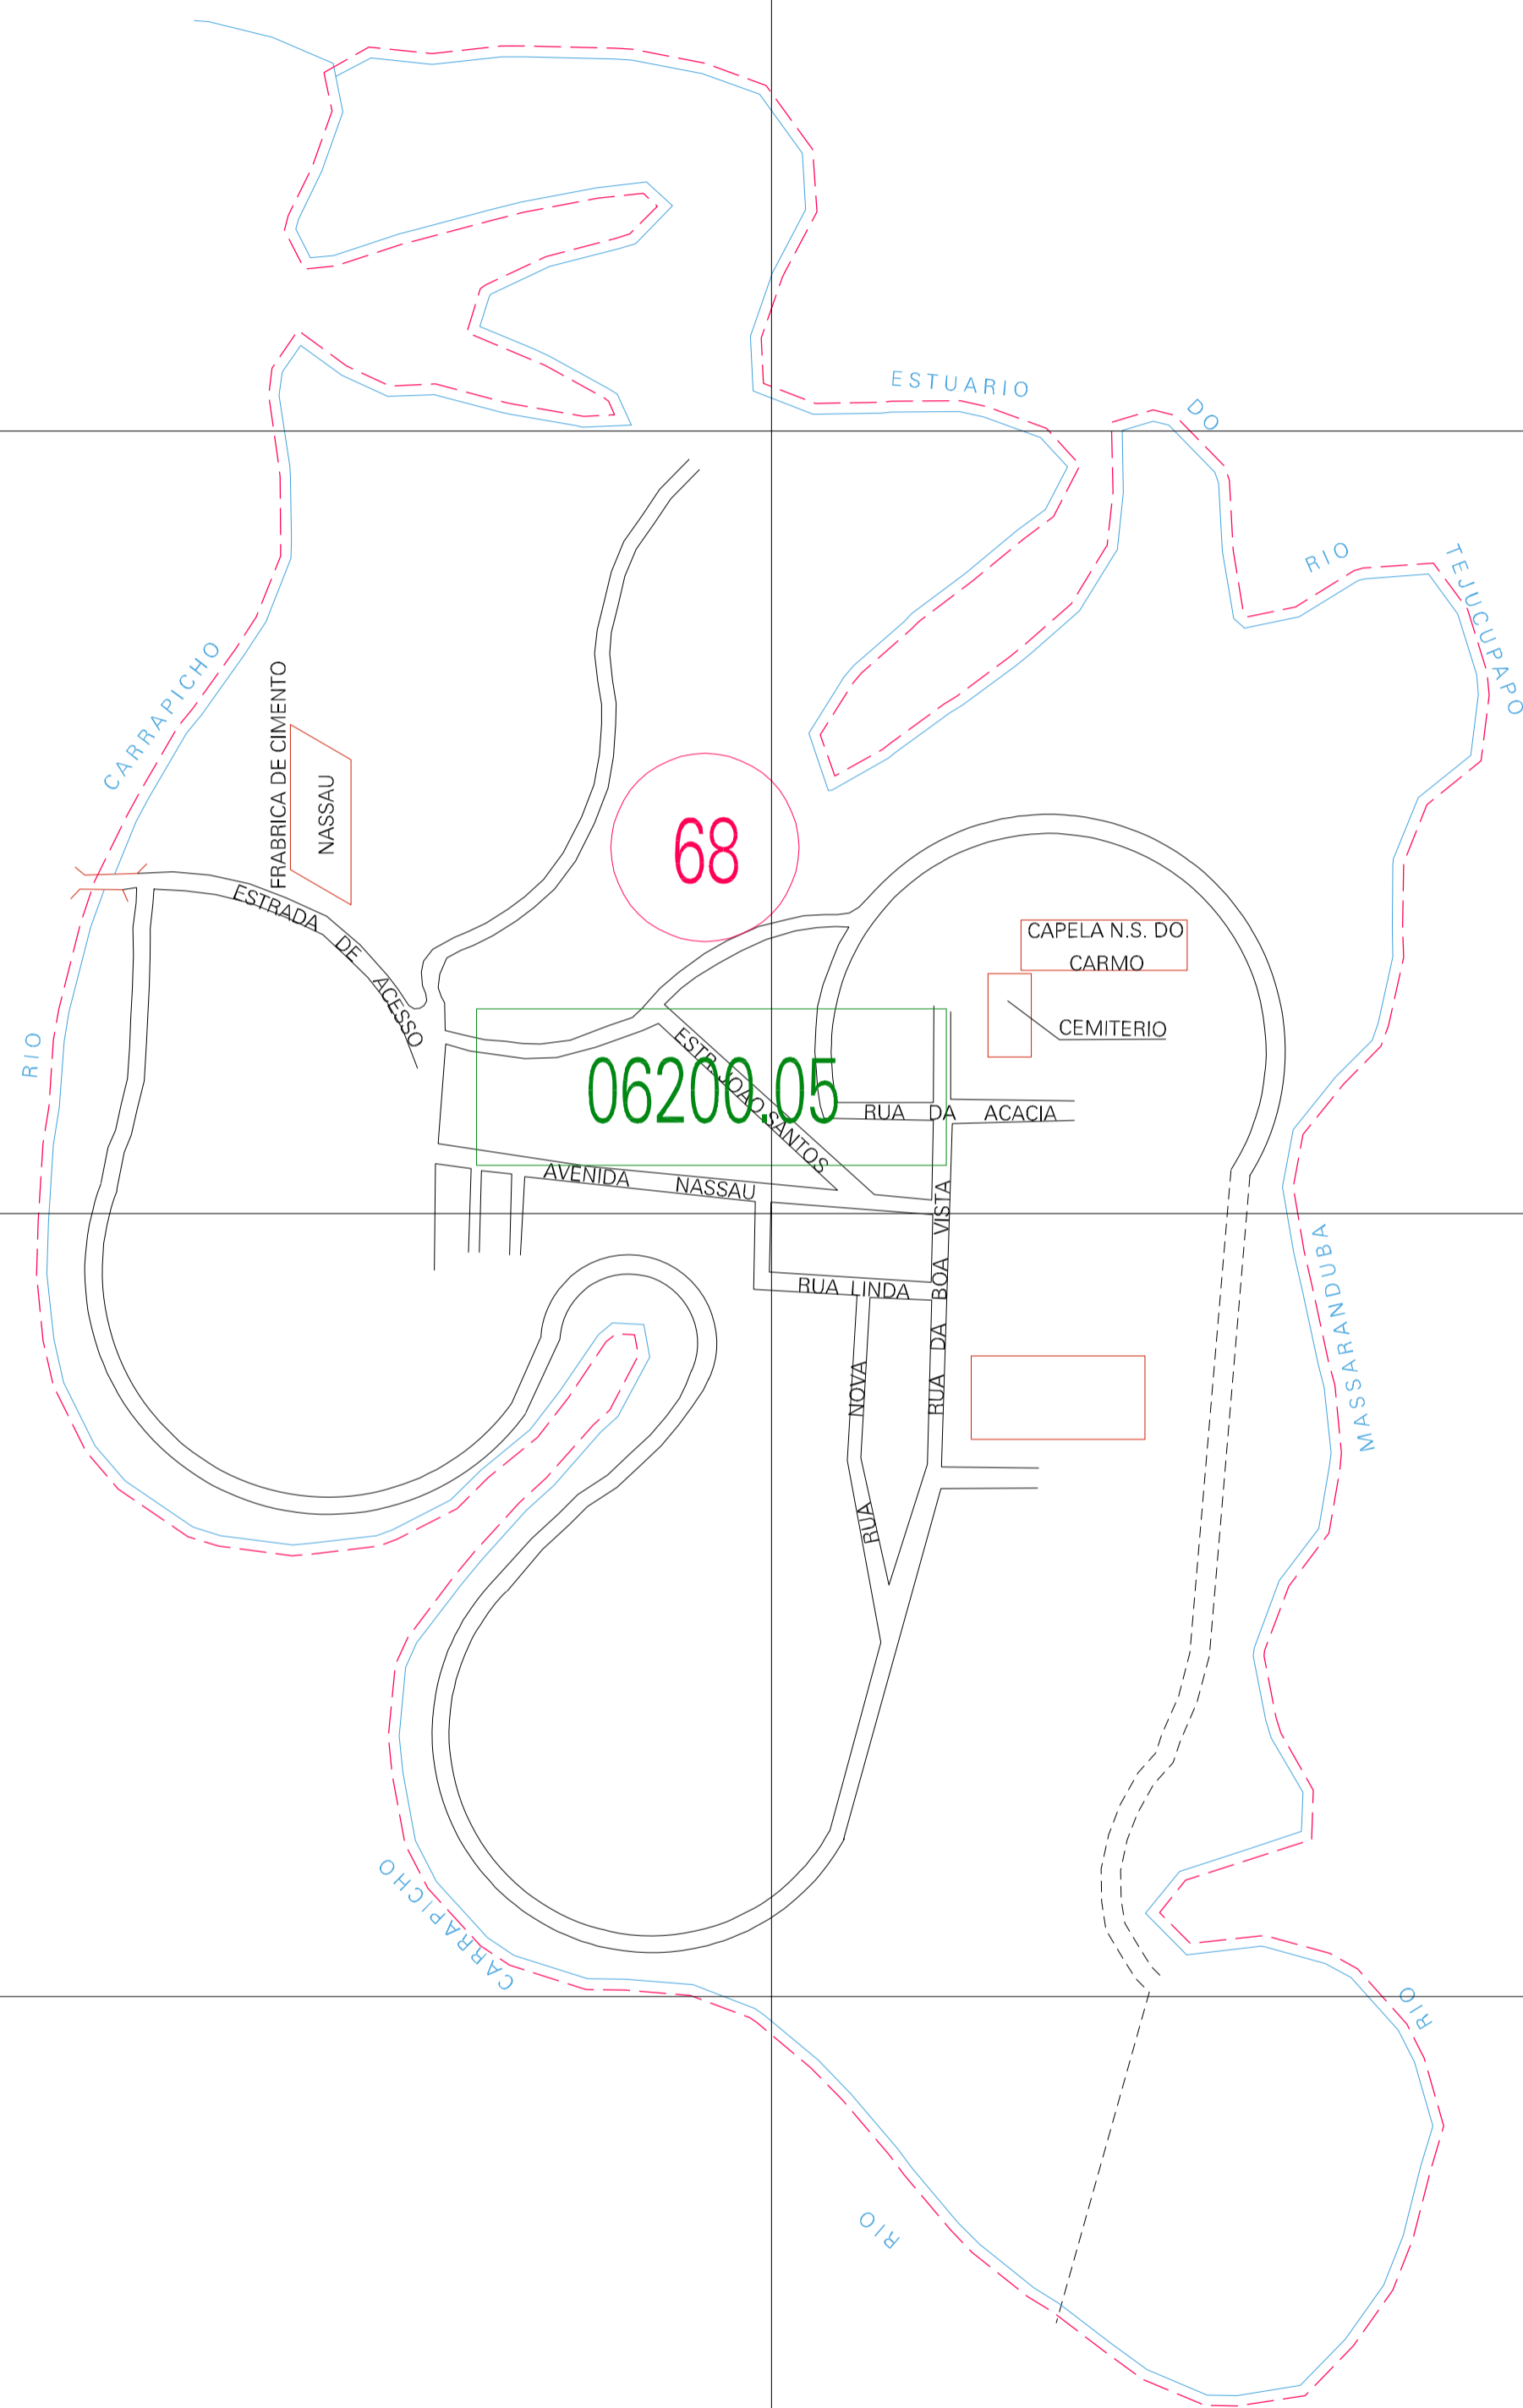 ESTUARIO DO RIO TEJUCUPAPO
RIO CARRAPICHO
FRABRICA DE CIMENTO
NASSAU
68
ESTRADA DE ACESSO
CAPELA N.S. DO
CARMO
CEMITERIO
06200.05
ESTR.JOAO SANTOS
RUA DA ACACIA
AVENIDA NASSAU
RUA LINDA
RUA DA BOA VISTA
RUA NOVA
RIO MASSARANDUBA
RIO CARRAPICHO